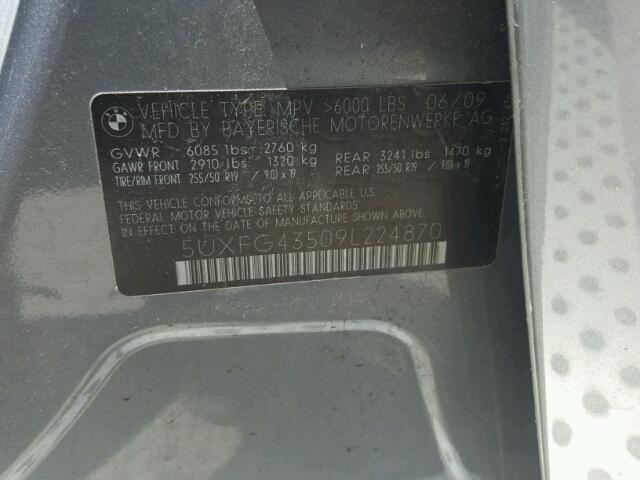 BMW
VEHICLE TYPE: MPV >6000 LBS 06/09
MFD BY BAYERISCHE MOTORENWERKE AG
GVWR 6085 lbs 2760 kg
GAWR FRONT 2910 lbs 1320 kg REAR 3241 lbs 1470 kg
TIRE/RIM FRONT 255/50 R19 / 9.0J x 19 REAR 255/50 R19 / 9.0J x 19
THIS VEHICLE CONFORMS TO ALL APPLICABLE U.S.
FEDERAL MOTOR VEHICLE SAFETY STANDARDS
IN EFFECT ON THE DATE OF MANUFACTURE SHOWN ABOVE.
5UXFG43509L224870